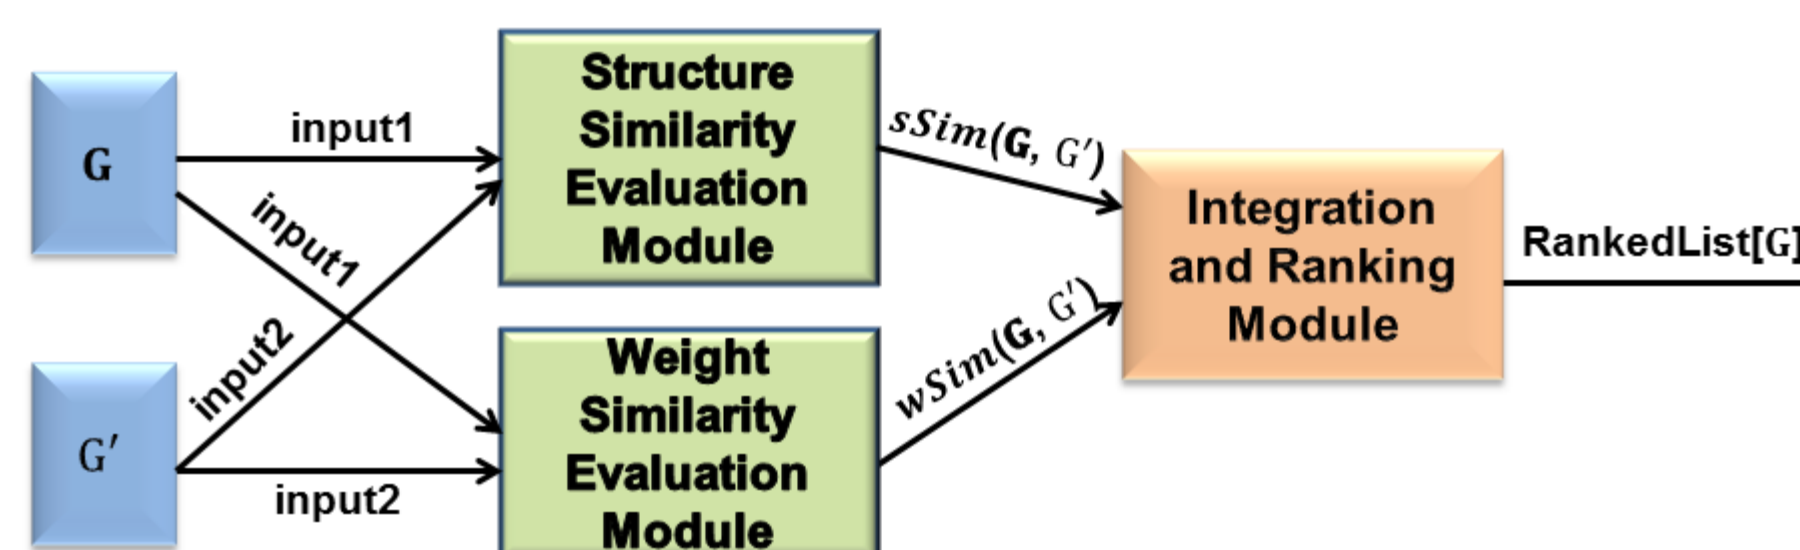 G
input1
input1
input2
G′
input2
Structure
Similarity
Evaluation
Module
Weight
Similarity
Evaluation
Module
sSim(G, G′)
wSim(G, G′)
Integration
and Ranking
Module
RankedList[G]